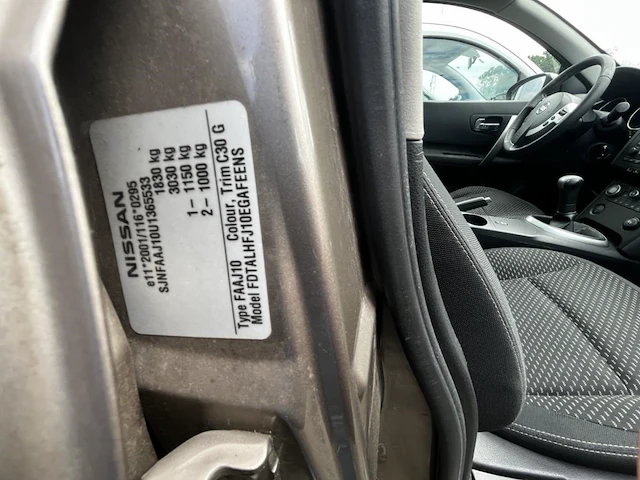 NISSAN
e11*2001/116*0295
SJNFAAJ10U1365533
1830 kg
3030 kg
1– 1150 kg
2– 1000 kg
Type FAAJ10 Colour, Trim C30 G
Model FDTALHFJ10EGAFEENS